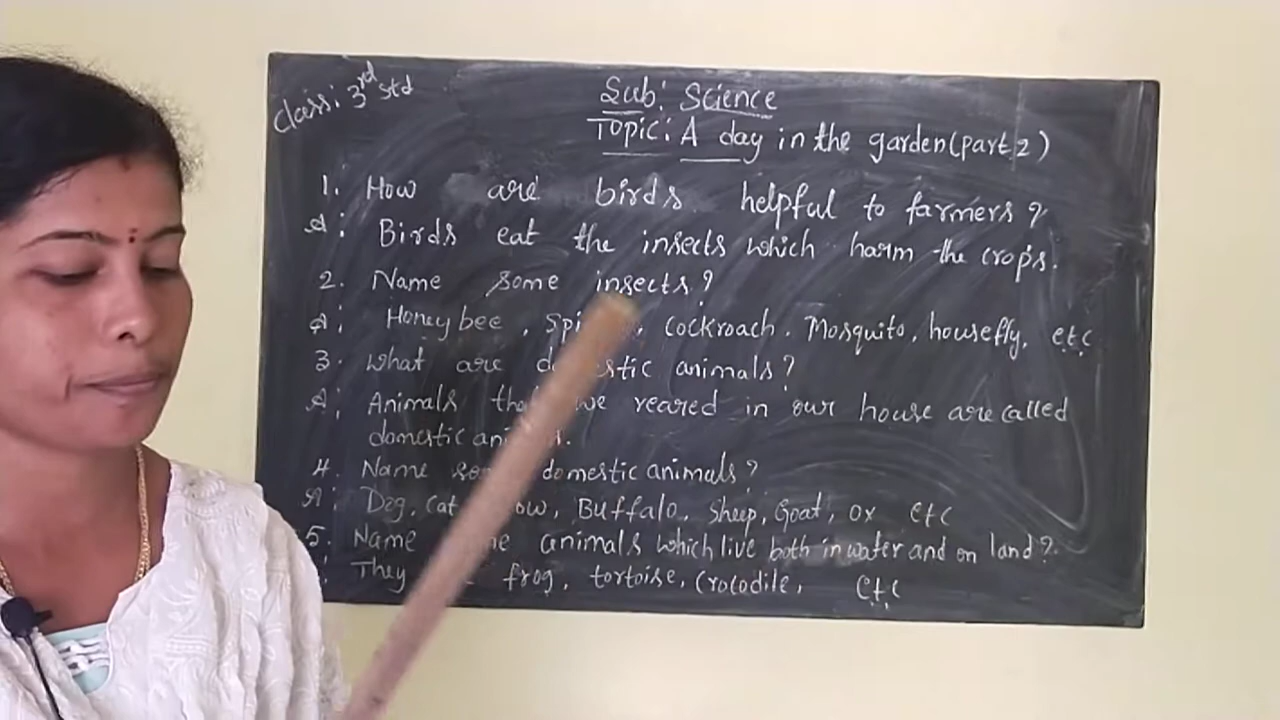 Class: 3rd std
Sub: Science
Topic: A day in the garden (part 2)
1. How are birds helpful to farmers?
A: Birds eat the insects which harm the crops.
2. Name some insects?
A: Honey bee, cockroach. Mosquito, housefly, etc
3. What are animals?
A: Animals we reared in our house are called
domestic
4. Name domestic animals?
A: Dog, Cat, Buffalo, Sheep, Goat, Ox etc
5. Name animals which live both in water and on land?
They frog, tortoise, Crocodile, etc